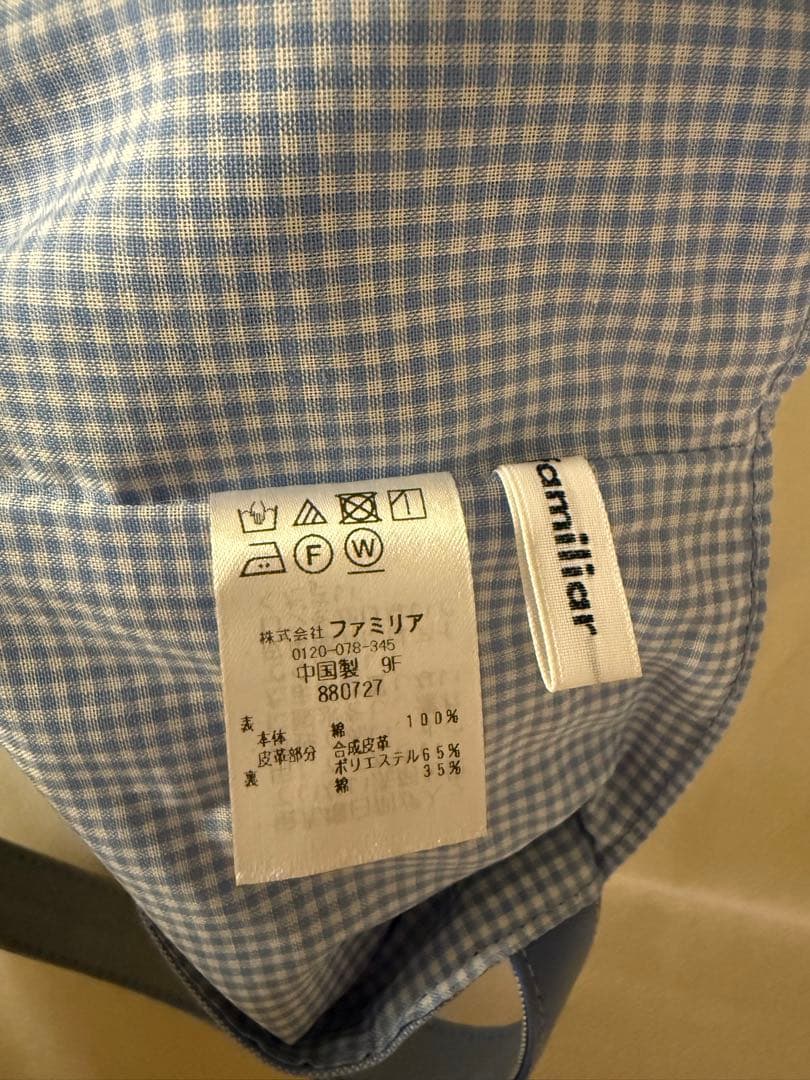 F W
株式会社 ファミリア
0120-078-345
中国製 9F
880727
表
本体 綿 100%
皮革部分 合成皮革
裏 ポリエステル65%
綿 35%
familiar